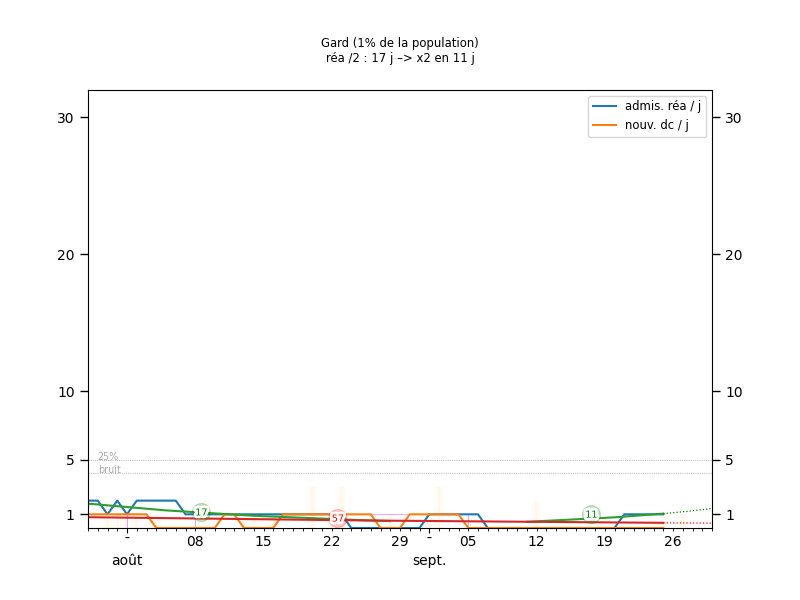 Gard (1% de la population)
réa /2 : 17 j –> x2 en 11 j
admis. réa / j
nouv. dc / j
30
30
20
20
10
10
25%
5
5
bruit
17
57
11
1
1
- 08 15 22 29 - 05 12 19 26
août sept.